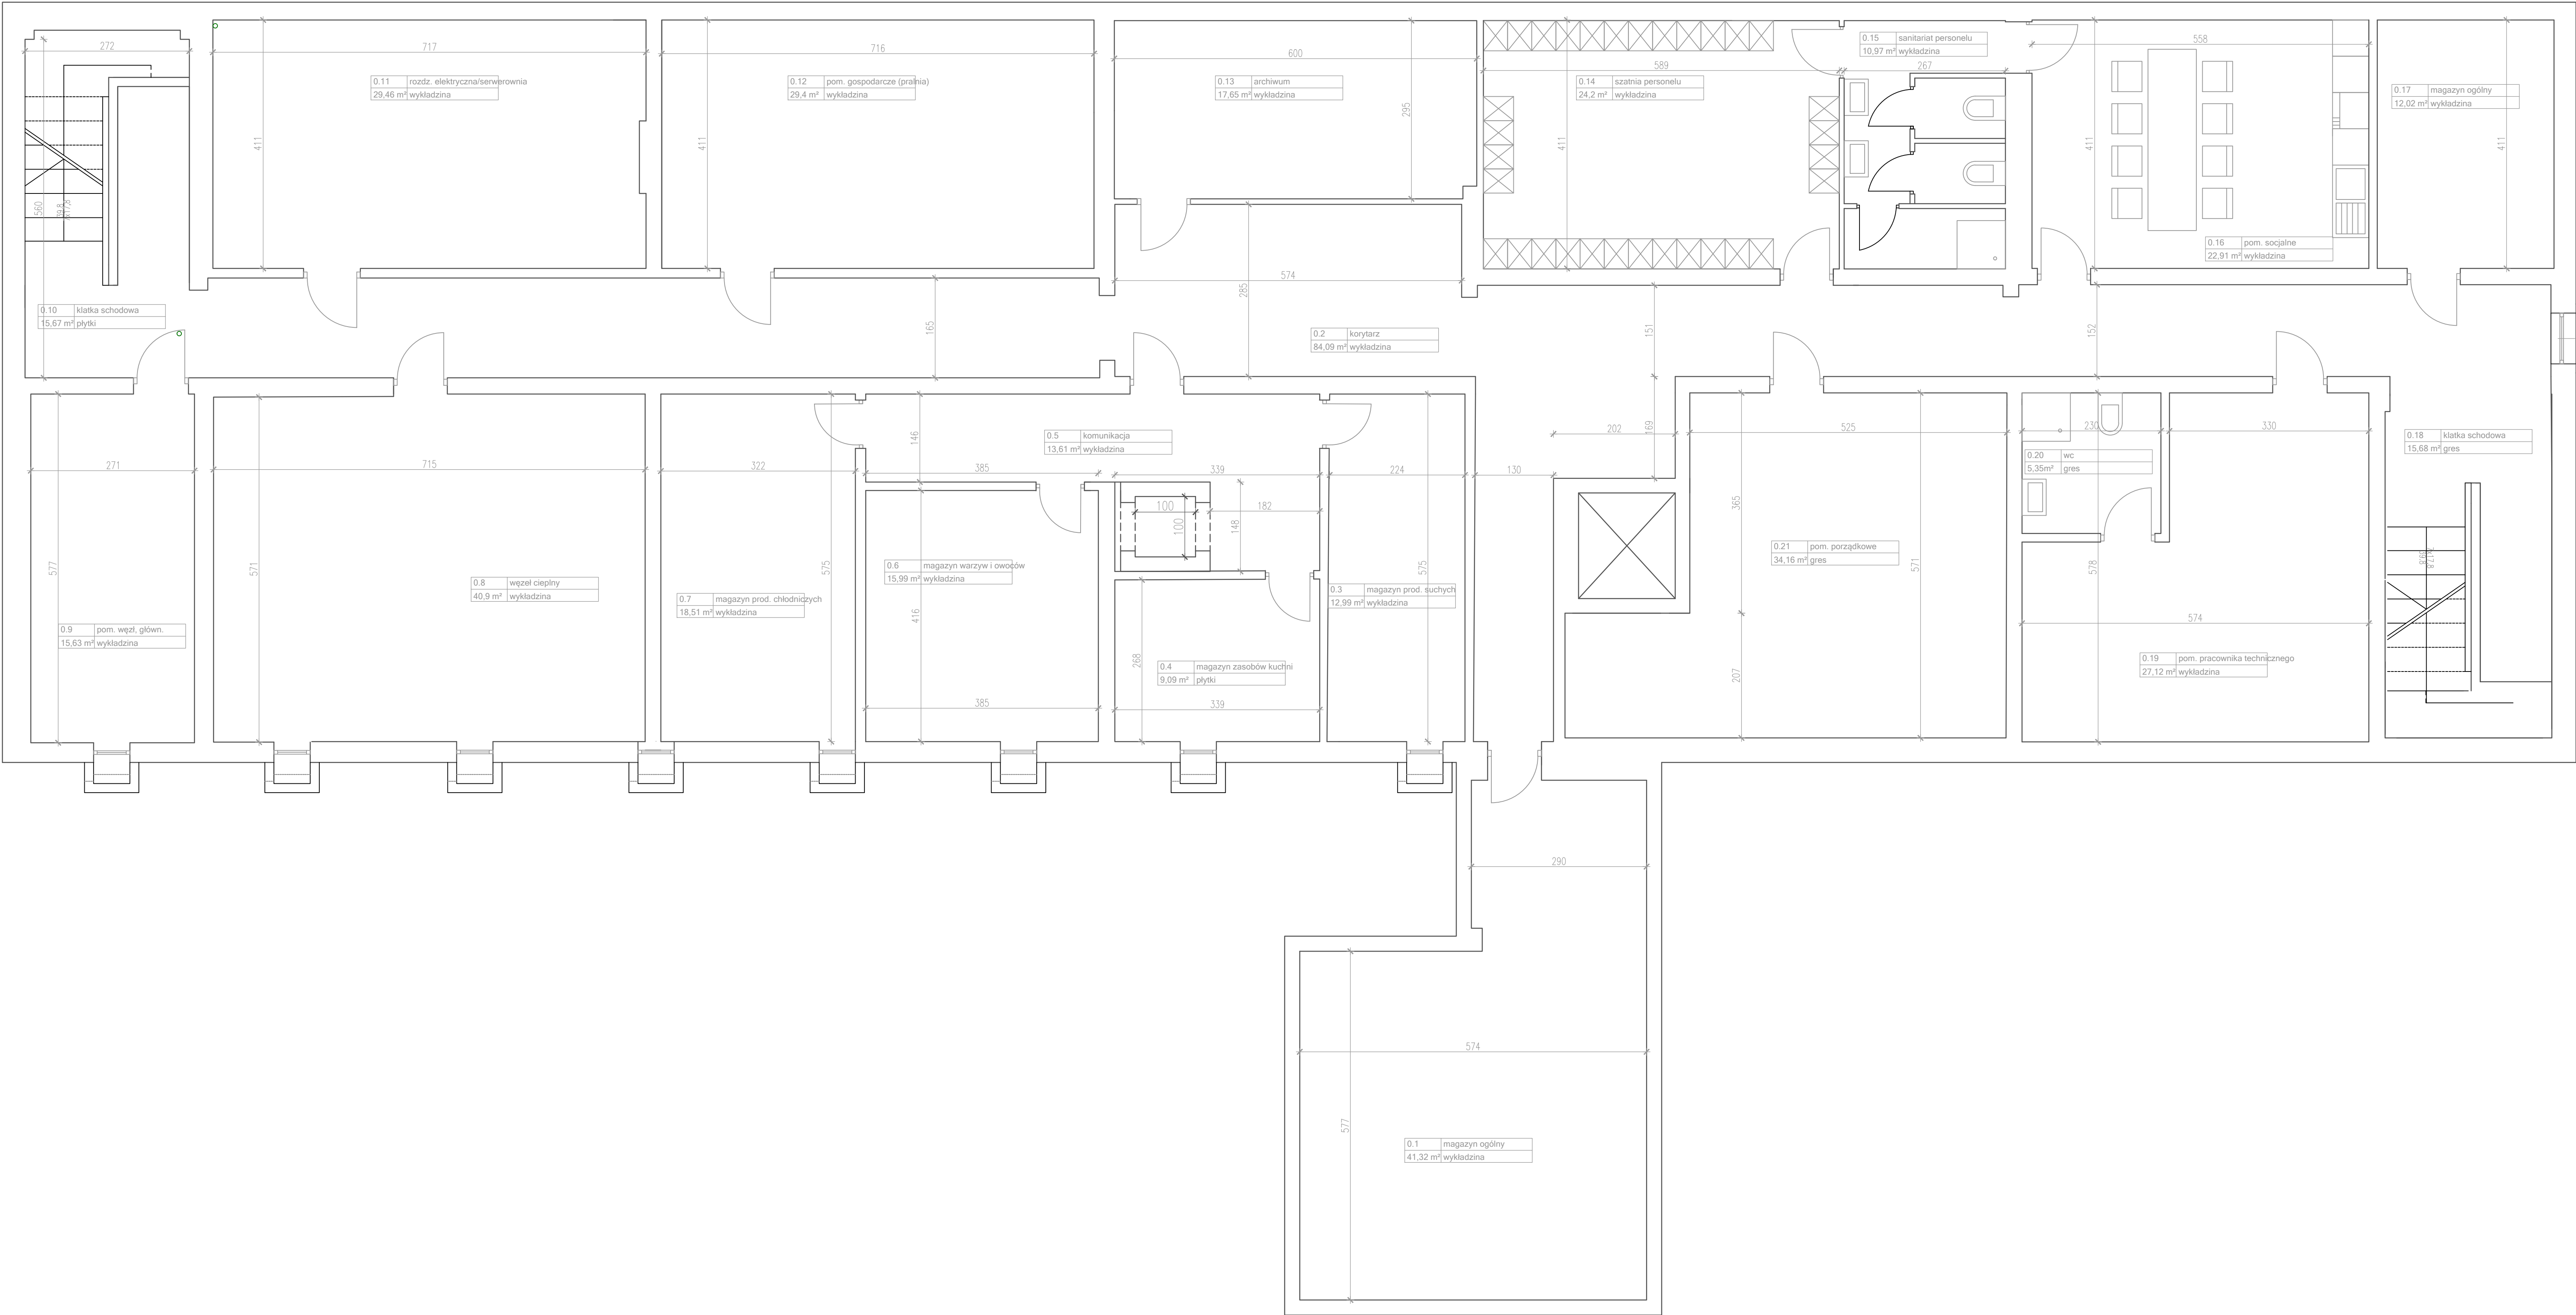 272
717
716
600
558
0.15 sanitariat personelu
10,97 m² wykładzina
589
267
0.11 rozdz. elektryczna/serwerownia
29,46 m² wykładzina
0.12 pom. gospodarcze (pralnia)
29,4 m² wykładzina
0.13 archiwum
17,65 m² wykładzina
0.14 szatnia personelu
24,2 m² wykładzina
0.17 magazyn ogólny
12,02 m² wykładzina
295
411
411
411
411
411
560
0.16 pom. socjalne
22,91 m² wykładzina
574
285
0.10 klatka schodowa
15,67 m² płytki
165
0.2 korytarz
84,09 m² wykładzina
151
152
0.5 komunikacja
13,61 m² wykładzina
146
202
169
525
230
330
0.18 klatka schodowa
15,68 m² gres
0.20 wc
5,35m² gres
271
715
322
385
339
224
130
100
100
182
148
365
577
571
575
575
571
578
0.6 magazyn warzyw i owoców
15,99 m² wykładzina
0.21 pom. porządkowe
34,16 m² gres
0.8 węzeł cieplny
40,9 m² wykładzina
0.7 magazyn prod. chłodniczych
18,51 m² wykładzina
0.3 magazyn prod. suchych
12,99 m² wykładzina
416
0.9 pom. węzł, główn.
15,63 m² wykładzina
574
268
0.4 magazyn zasobów kuchni
9,09 m² płytki
0.19 pom. pracownika technicznego
27,12 m² wykładzina
207
385
339
290
574
577
0.1 magazyn ogólny
41,32 m² wykładzina